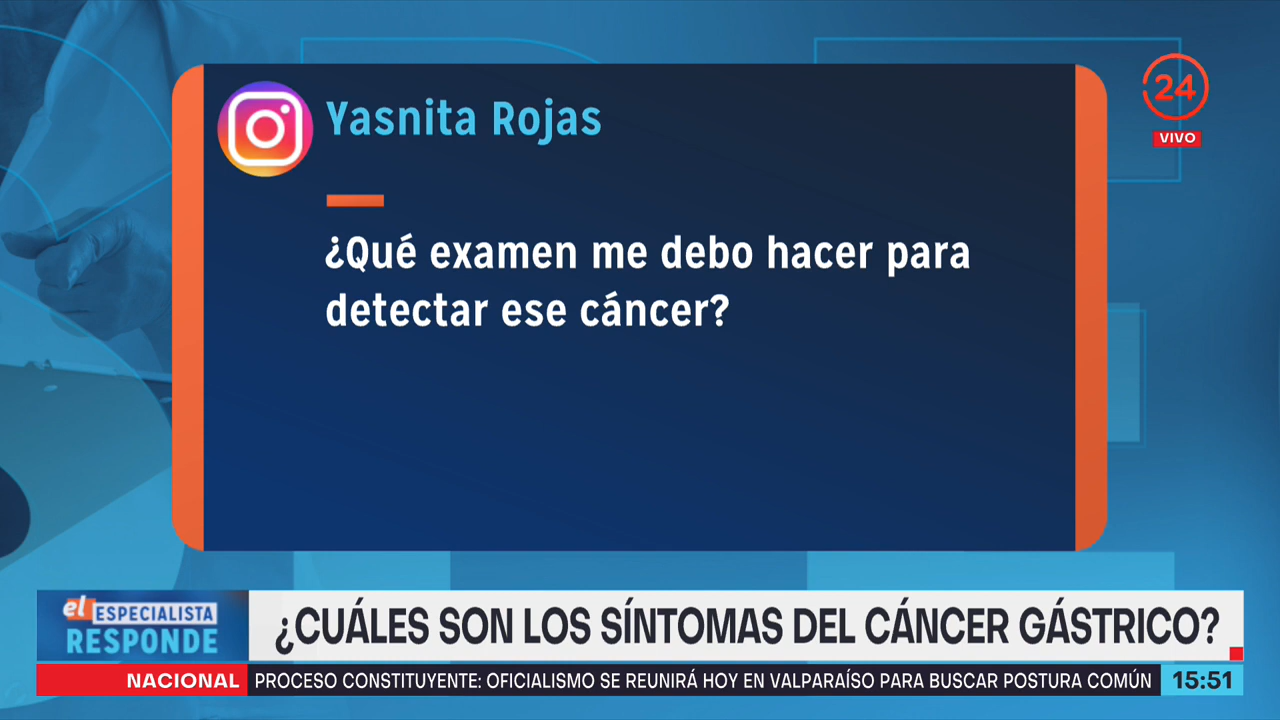 Yasnita Rojas
¿Qué examen me debo hacer para
detectar ese cáncer?
24
VIVO
el ESPECIALISTA
RESPONDE
¿CUÁLES SON LOS SÍNTOMAS DEL CÁNCER GÁSTRICO?
NACIONAL
PROCESO CONSTITUYENTE: OFICIALISMO SE REUNIRÁ HOY EN VALPARAÍSO PARA BUSCAR POSTURA COMÚN
15:51